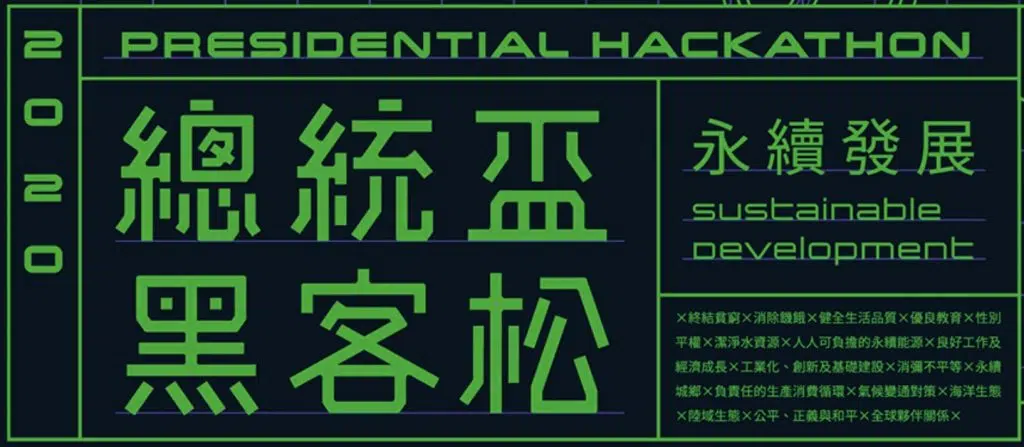 2020
PRESIDENTIAL HACKATHON
總統盃
黑客松
永續發展
sustainable
Development
×終結貧窮×消除饑餓×健全生活品質×優良教育×性別
平權×潔淨水資源×人人可負擔的永續能源×良好工作及
經濟成長×工業化、創新及基礎建設×消弭不平等×永續
城鄉×負責任的生產消費循環×氣候變遷對策×海洋生態
×陸域生態×公平、正義與和平×全球夥伴關係×